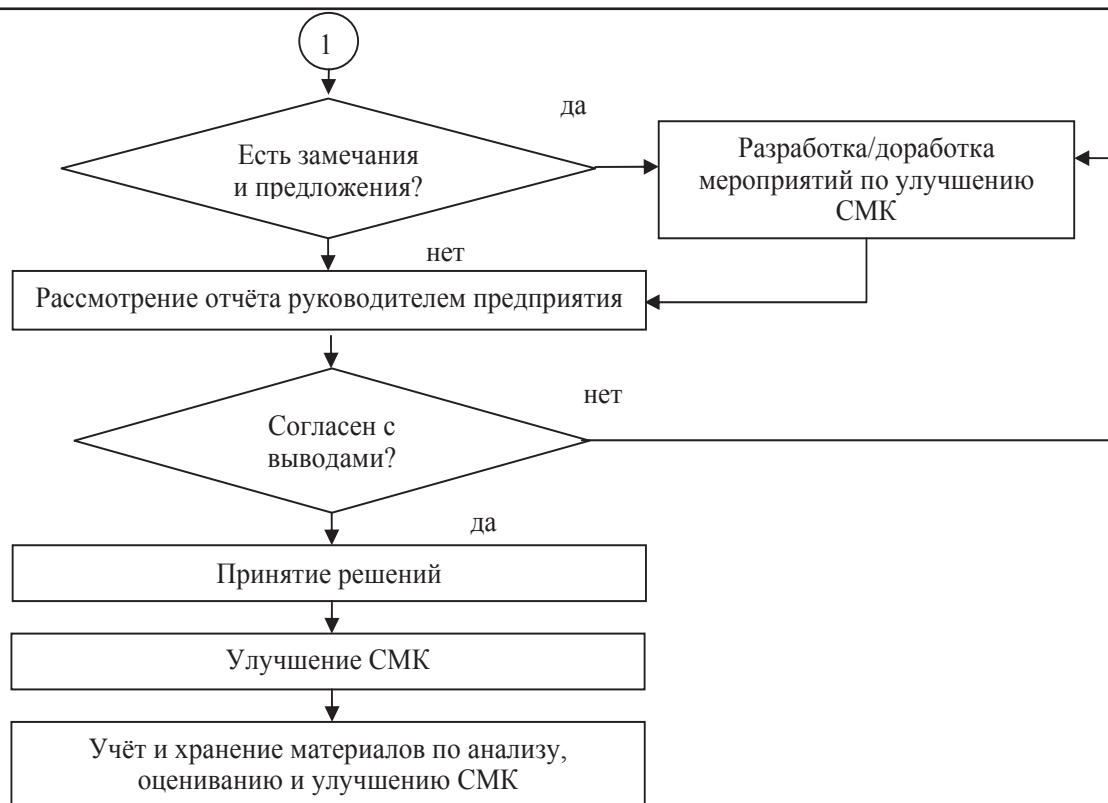 1
да
Есть замечания
и предложения?
Разработка/доработка
мероприятий по улучшению
СМК
нет
Рассмотрение отчёта руководителем предприятия
нет
Согласен с
выводами?
да
Принятие решений
Улучшение СМК
Учёт и хранение материалов по анализу,
оцениванию и улучшению СМК